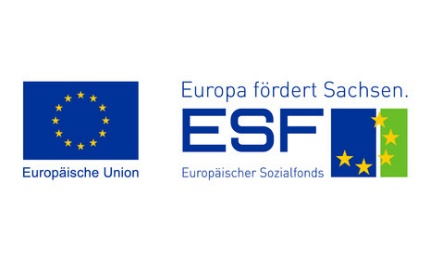 Europäische Union
Europa fördert Sachsen.
ESF
Europäischer Sozialfonds